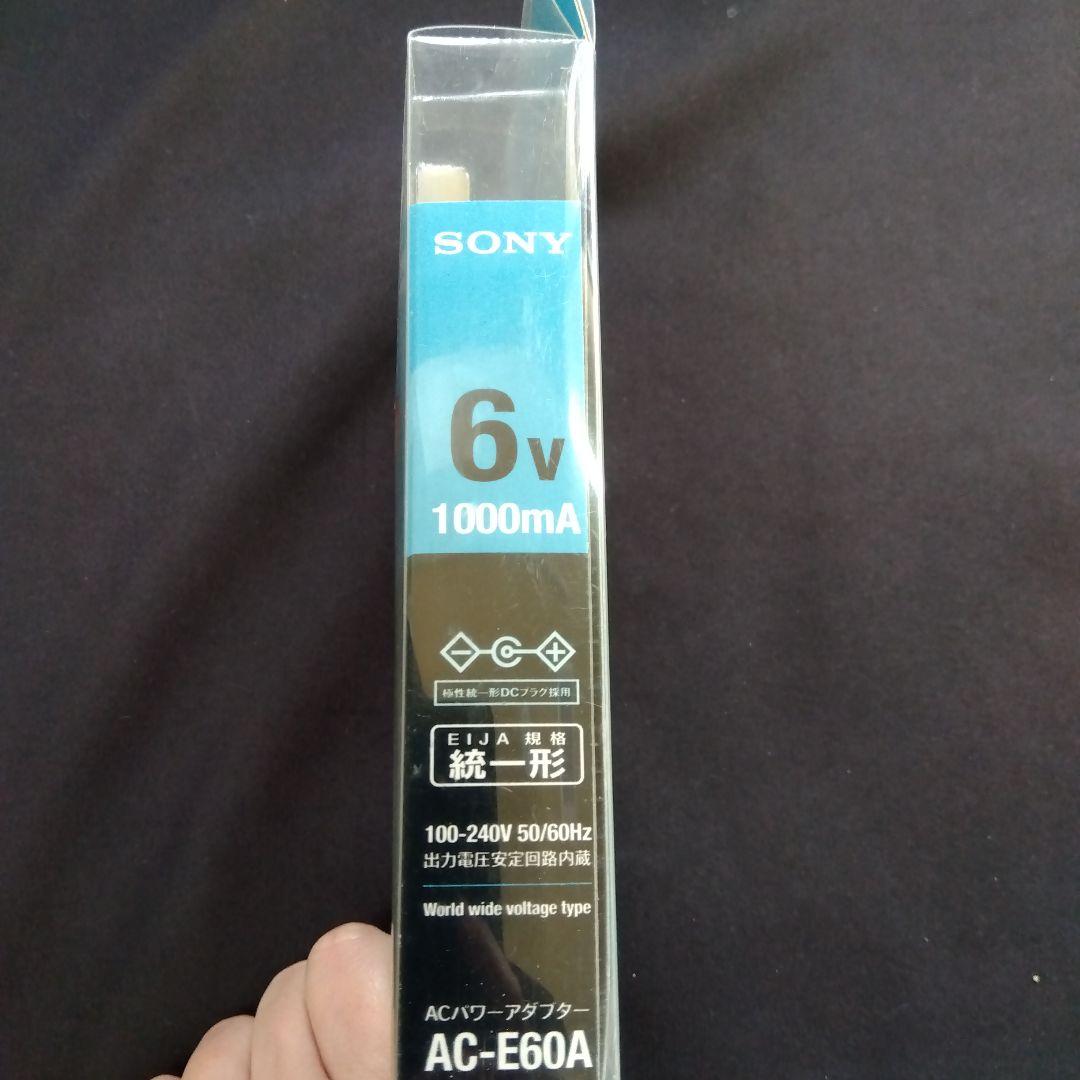 SONY
6V
1000mA
極性統一形DCプラグ採用
EIJA 規格
統一形
100-240V 50/60Hz
出力電圧安定回路内蔵
World wide voltage type
ACパワーアダプター
AC-E60A